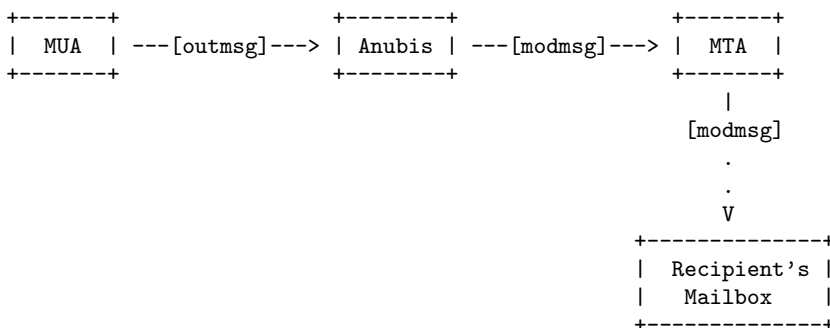 +-------+                  +--------+                  +-------+
|  MUA  | ---[outmsg]---> | Anubis | ---[modmsg]---> |  MTA  |
+-------+                  +--------+                  +-------+
|
[modmsg]
.
.
V
+--------------+
|  Recipient's |
|   Mailbox    |
+--------------+